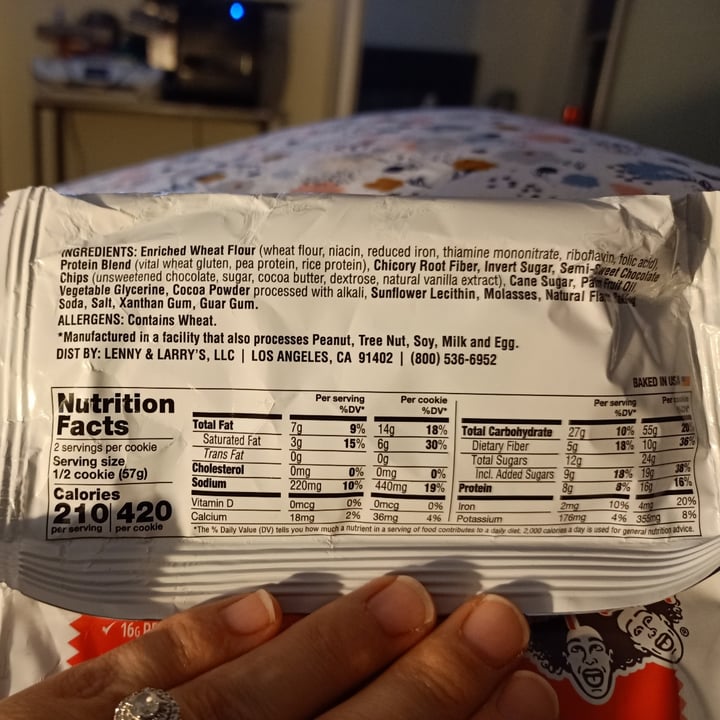 INGREDIENTS: Enriched Wheat Flour (wheat flour, niacin, reduced iron, thiamine mononitrate, riboflavin, folic acid),
Protein Blend (vital wheat gluten, pea protein, rice protein), Chicory Root Fiber, Invert Sugar, Semi-Sweet Chocolate
Chips (unsweetened chocolate, sugar, cocoa butter, dextrose, natural vanilla extract), Cane Sugar, Palm Fruit Oil,
Vegetable Glycerine, Cocoa Powder processed with alkali, Sunflower Lecithin, Molasses, Natural
Soda, Salt, Xanthan Gum, Guar Gum.
ALLERGENS: Contains Wheat.
*Manufactured in a facility that also processes Peanut, Tree Nut, Soy, Milk and Egg.
DIST BY: LENNY & LARRY'S, LLC | LOS ANGELES, CA 91402 | (800) 536-6952
BAKED IN USA
Nutrition
Facts
2 servings per cookie
Serving size
1/2 cookie (57g)
Calories
210 420
per serving per cookie
Per serving Per cookie
%DV* %DV*
Total Fat 7g 9% 14g 18%
Saturated Fat 3g 15% 6g 30%
Trans Fat 0g 0g
Cholesterol 0mg 0% 0mg 0%
Sodium 220mg 10% 440mg 19%
Vitamin D 0mcg 0% 0mcg 0%
Calcium 18mg 2% 36mg 4%
Per serving Per cookie
%DV* %DV*
Total Carbohydrate 27g 10% 55g 20%
Dietary Fiber 5g 18% 10g 36%
Total Sugars 12g 24g
Incl. Added Sugars 9g 18% 19g 38%
Protein 8g 8% 16g 16%
Iron 2mg 10% 4mg 20%
Potassium 176mg 4% 355mg 8%
*The % Daily Value (DV) tells you how much a nutrient in a serving of food contributes to a daily diet. 2,000 calories a day is used for general nutrition advice.
✓ 16g
®